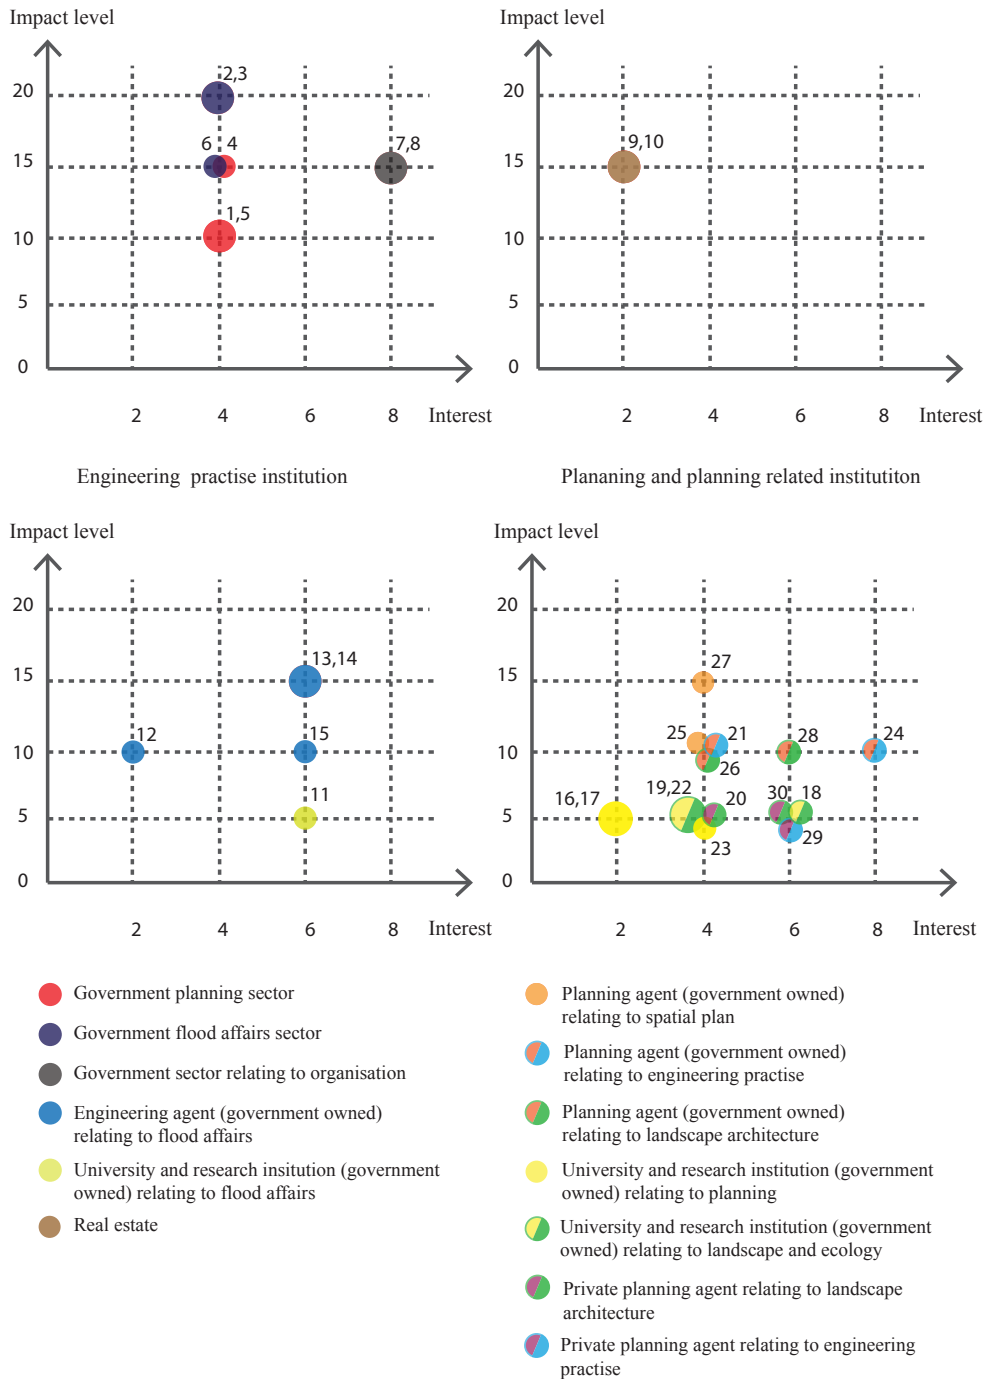 Impact level
20
15
10
5
0
2,3
6 4
7,8
1,5
2 4 6 8 Interest
Impact level
20
15
10
5
0
9,10
2 4 6 8 Interest
Engineering practise institution
Plananing and planning related institutiton
Impact level
20
15
10
5
0
13,14
12
15
11
2 4 6 8 Interest
Impact level
20
15
10
5
0
27
25 21 28 24
26
16,17 19,22 20 30 18
23 29
2 4 6 8 Interest
Government planning sector
Government flood affairs sector
Government sector relating to organisation
Engineering agent (government owned)
relating to flood affairs
University and research insitution (government
owned) relating to flood affairs
Real estate
Planning agent (government owned)
relating to spatial plan
Planning agent (government owned)
relating to engineering practise
Planning agent (government owned)
relating to landscape architecture
University and research institution (government
owned) relating to planning
University and research institution (government
owned) relating to landscape and ecology
Private planning agent relating to landscape
architecture
Private planning agent relating to engineering
practise